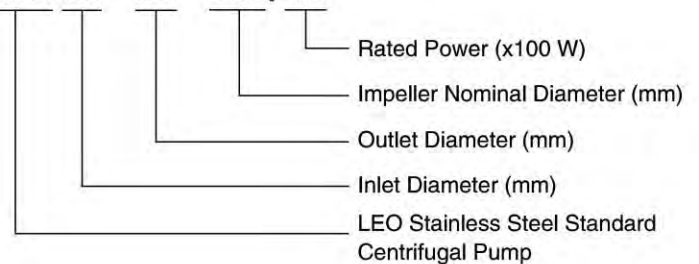 Rated Power (x100 W)
Impeller Nominal Diameter (mm)
Outlet Diameter (mm)
Inlet Diameter (mm)
LEO Stainless Steel Standard
Centrifugal Pump